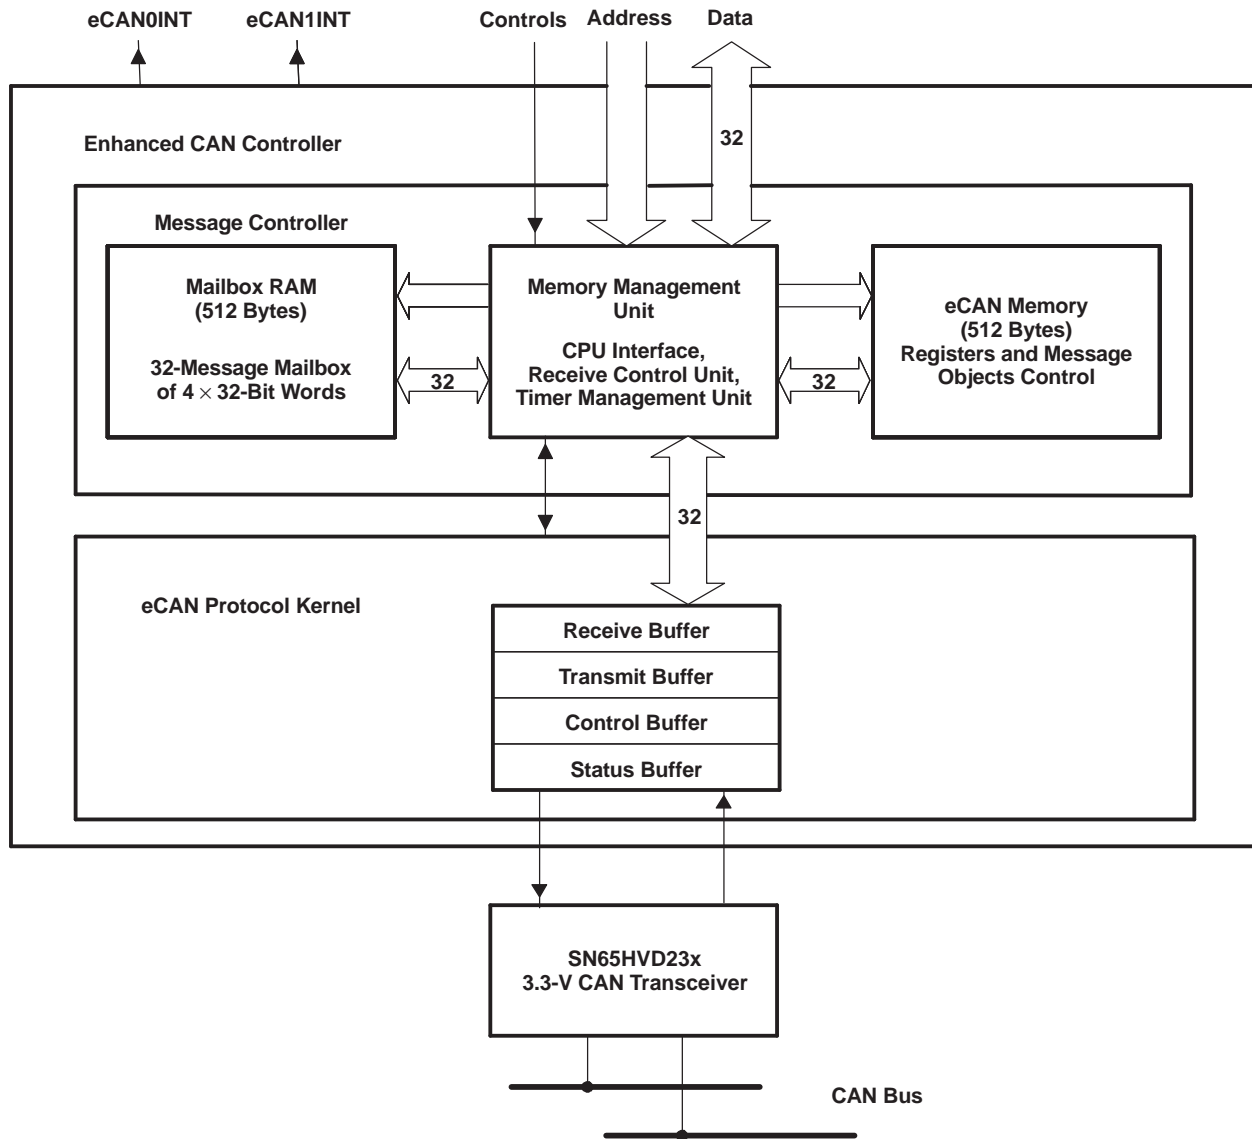 eCAN0INT
eCAN1INT
Controls
Address
Data
32
Enhanced CAN Controller
Message Controller
Mailbox RAM
(512 Bytes)
32-Message Mailbox
of 4 × 32-Bit Words
32
Memory Management
Unit
CPU Interface,
Receive Control Unit,
Timer Management Unit
32
eCAN Memory
(512 Bytes)
Registers and Message
Objects Control
32
eCAN Protocol Kernel
Receive Buffer
Transmit Buffer
Control Buffer
Status Buffer
SN65HVD23x
3.3-V CAN Transceiver
CAN Bus